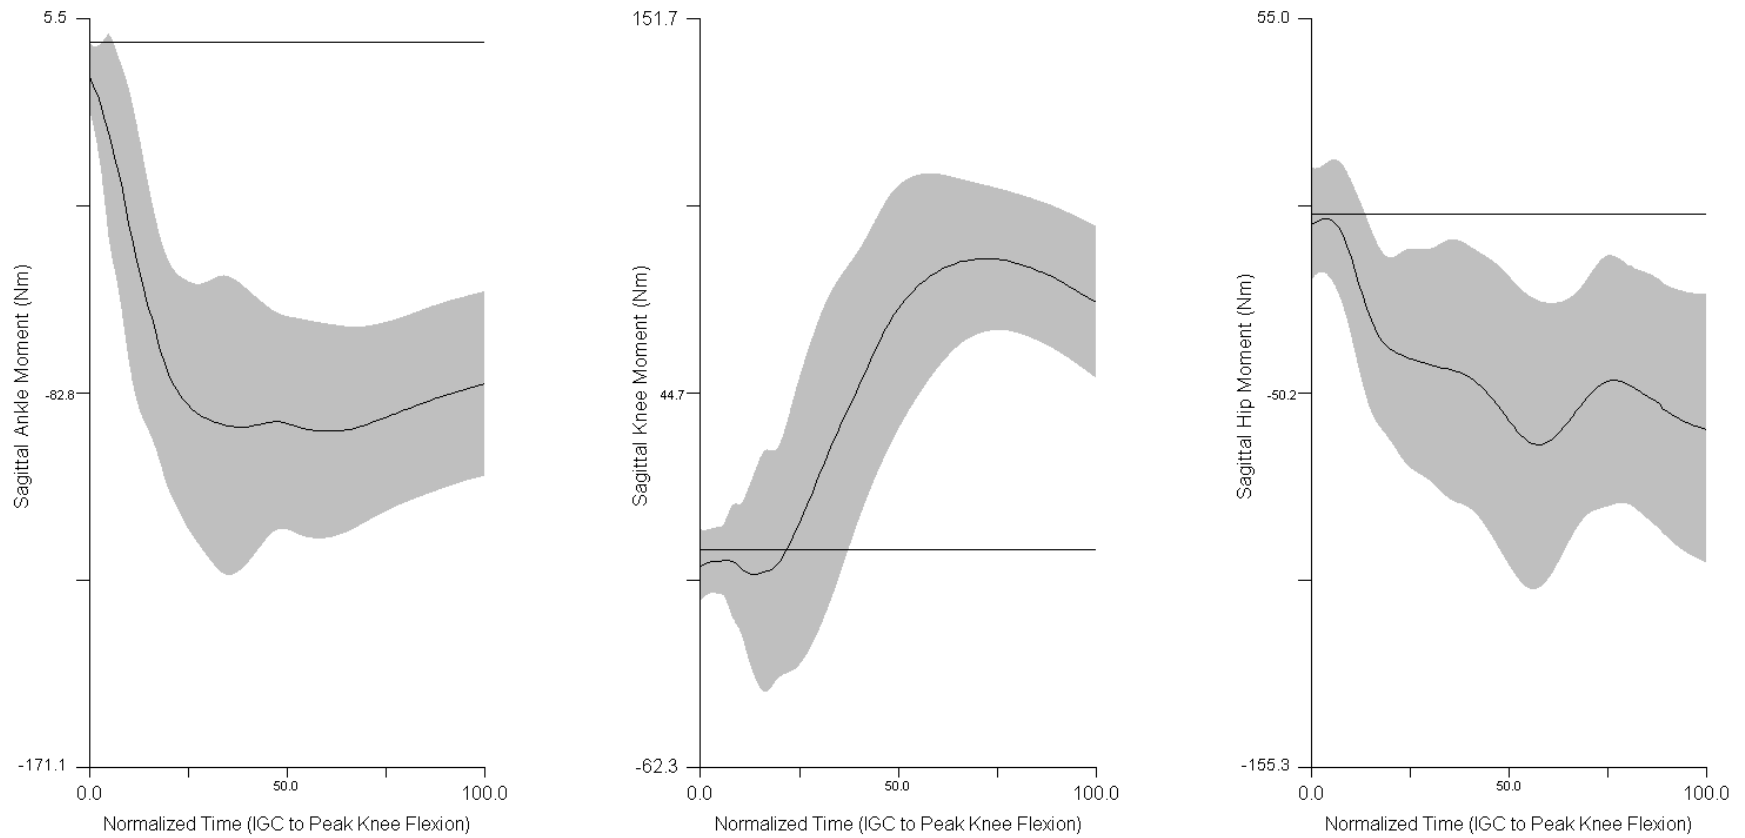 5.5
-82.8
-171.1
Sagittal Ankle Moment (Nm)
0.0 50.0 100.0
Normalized Time (IGC to Peak Knee Flexion)
151.7
44.7
-62.3
Sagittal Knee Moment (Nm)
0.0 50.0 100.0
Normalized Time (IGC to Peak Knee Flexion)
55.0
-50.2
-155.3
Sagittal Hip Moment (Nm)
0.0 50.0 100.0
Normalized Time (IGC to Peak Knee Flexion)